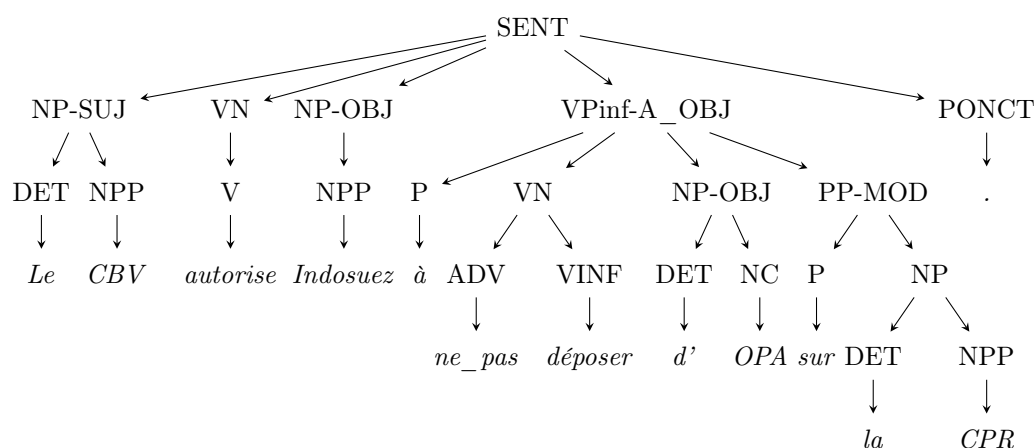 SENT
NP-SUJ VN NP-OBJ VPinf-A_OBJ PONCT
DET NPP V NPP P VN NP-OBJ PP-MOD .
Le CBV autorise Indosuez à ADV VINF DET NC P NP
ne_pas déposer d' OPA sur DET NPP
la CPR